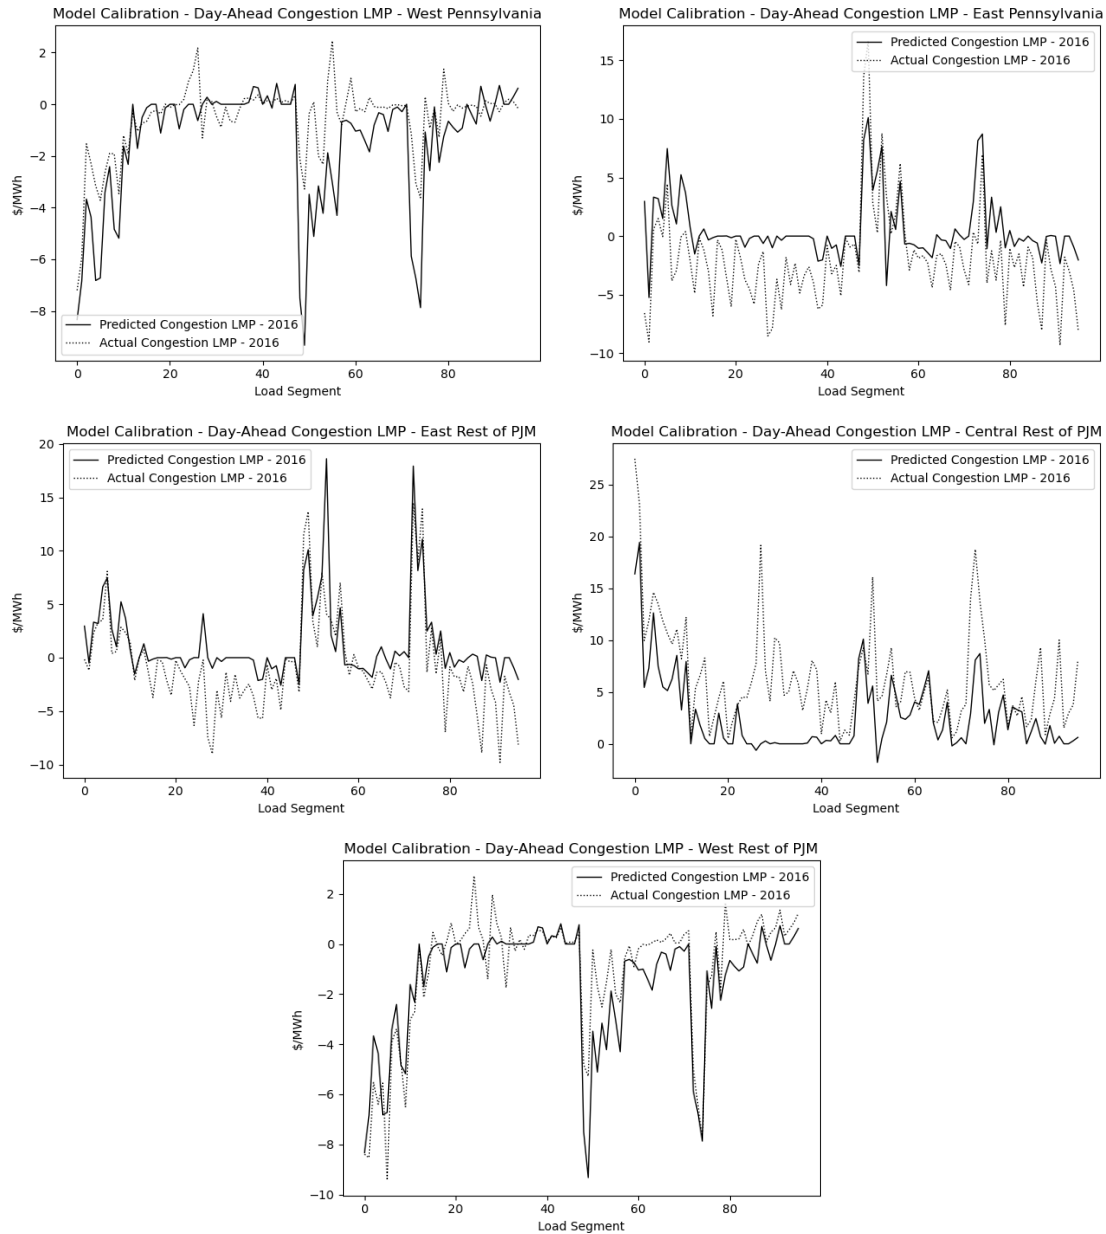 Model Calibration - Day-Ahead Congestion LMP - West Pennsylvania
2
0
−2
−4
−6
−8
$/MWh
Predicted Congestion LMP - 2016
Actual Congestion LMP - 2016
0 20 40 60 80
Load Segment
Model Calibration - Day-Ahead Congestion LMP - East Pennsylvania
Predicted Congestion LMP - 2016
Actual Congestion LMP - 2016
15
10
5
0
−5
−10
$/MWh
0 20 40 60 80
Load Segment
Model Calibration - Day-Ahead Congestion LMP - East Rest of PJM
Predicted Congestion LMP - 2016
Actual Congestion LMP - 2016
20
15
10
5
0
−5
−10
$/MWh
0 20 40 60 80
Load Segment
Model Calibration - Day-Ahead Congestion LMP - Central Rest of PJM
Predicted Congestion LMP - 2016
Actual Congestion LMP - 2016
25
20
15
10
5
0
$/MWh
0 20 40 60 80
Load Segment
Model Calibration - Day-Ahead Congestion LMP - West Rest of PJM
Predicted Congestion LMP - 2016
Actual Congestion LMP - 2016
2
0
−2
−4
−6
−8
−10
$/MWh
0 20 40 60 80
Load Segment